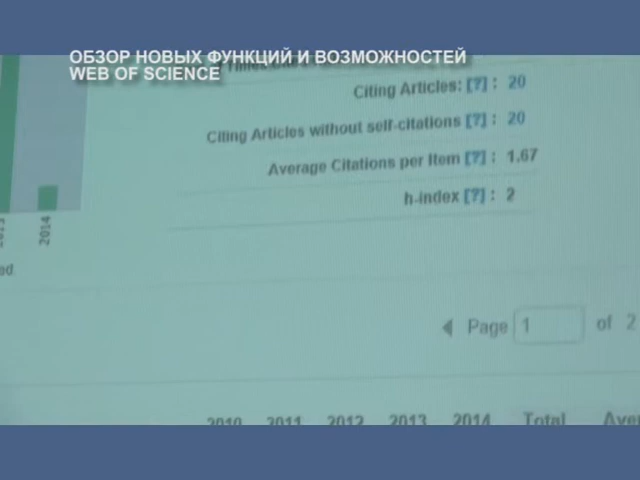 ОБЗОР НОВЫХ ФУНКЦИЙ И ВОЗМОЖНОСТЕЙ
WEB OF SCIENCE
Citing Articles: [?] : 20
Citing Articles without self-citations [?] : 20
Average Citations per Item [?] : 1.67
h-index [?] : 2
2014
Page 1 of 2
2010 2011 2012 2013 2014 Total